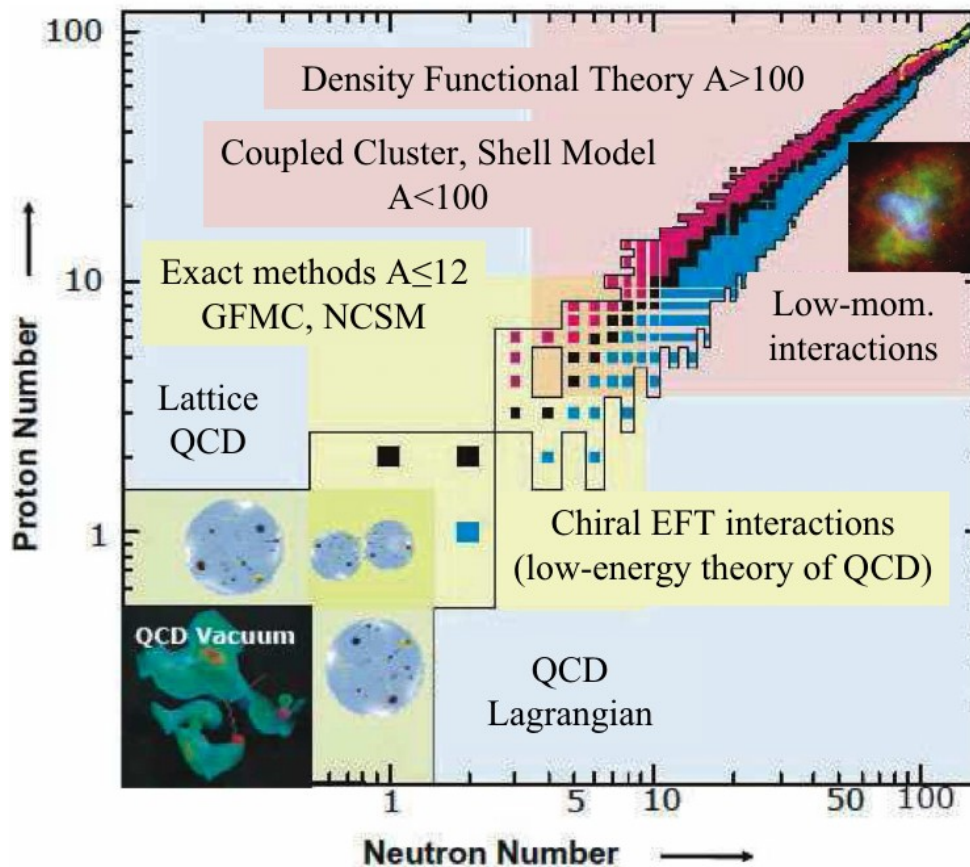 100
Density Functional Theory A>100
Coupled Cluster, Shell Model
A<100
Exact methods A≤12
GFMC, NCSM
10
Low-mom.
interactions
Lattice
QCD
Proton Number
1
Chiral EFT interactions
(low-energy theory of QCD)
QCD Vacuum
QCD
Lagrangian
1
5
10
50
100
Neutron Number